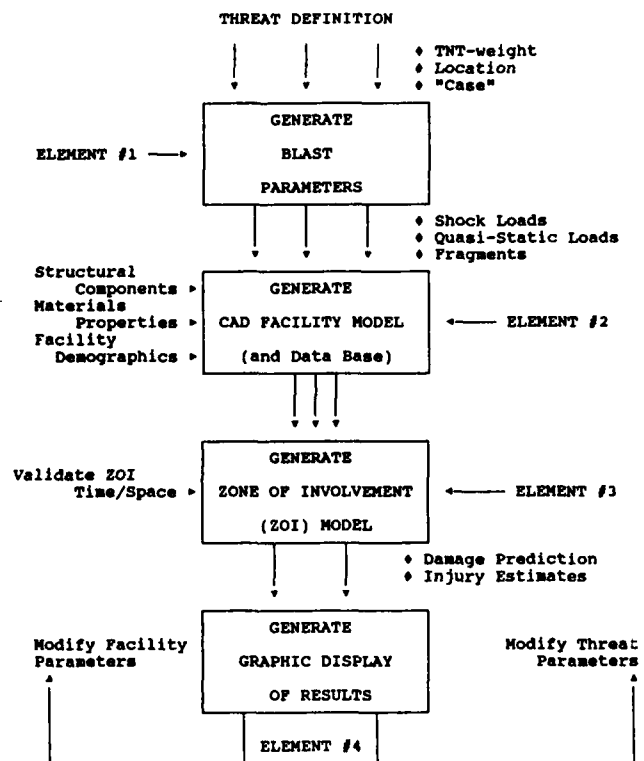 THREAT DEFINITION
♦ TNT-weight
♦ Location
♦ "Case"
GENERATE
BLAST
PARAMETERS
ELEMENT #1
♦ Shock Loads
♦ Quasi-Static Loads
♦ Fragments
Structural
Components
Materials
Properties
Facility
Demographics
GENERATE
CAD FACILITY MODEL
(and Data Base)
ELEMENT #2
Validate ZOI
Time/Space
GENERATE
ZONE OF INVOLVEMENT
(ZOI) MODEL
ELEMENT #3
♦ Damage Prediction
♦ Injury Estimates
Modify Facility
Parameters
GENERATE
GRAPHIC DISPLAY
OF RESULTS
Modify Threat
Parameters
ELEMENT #4